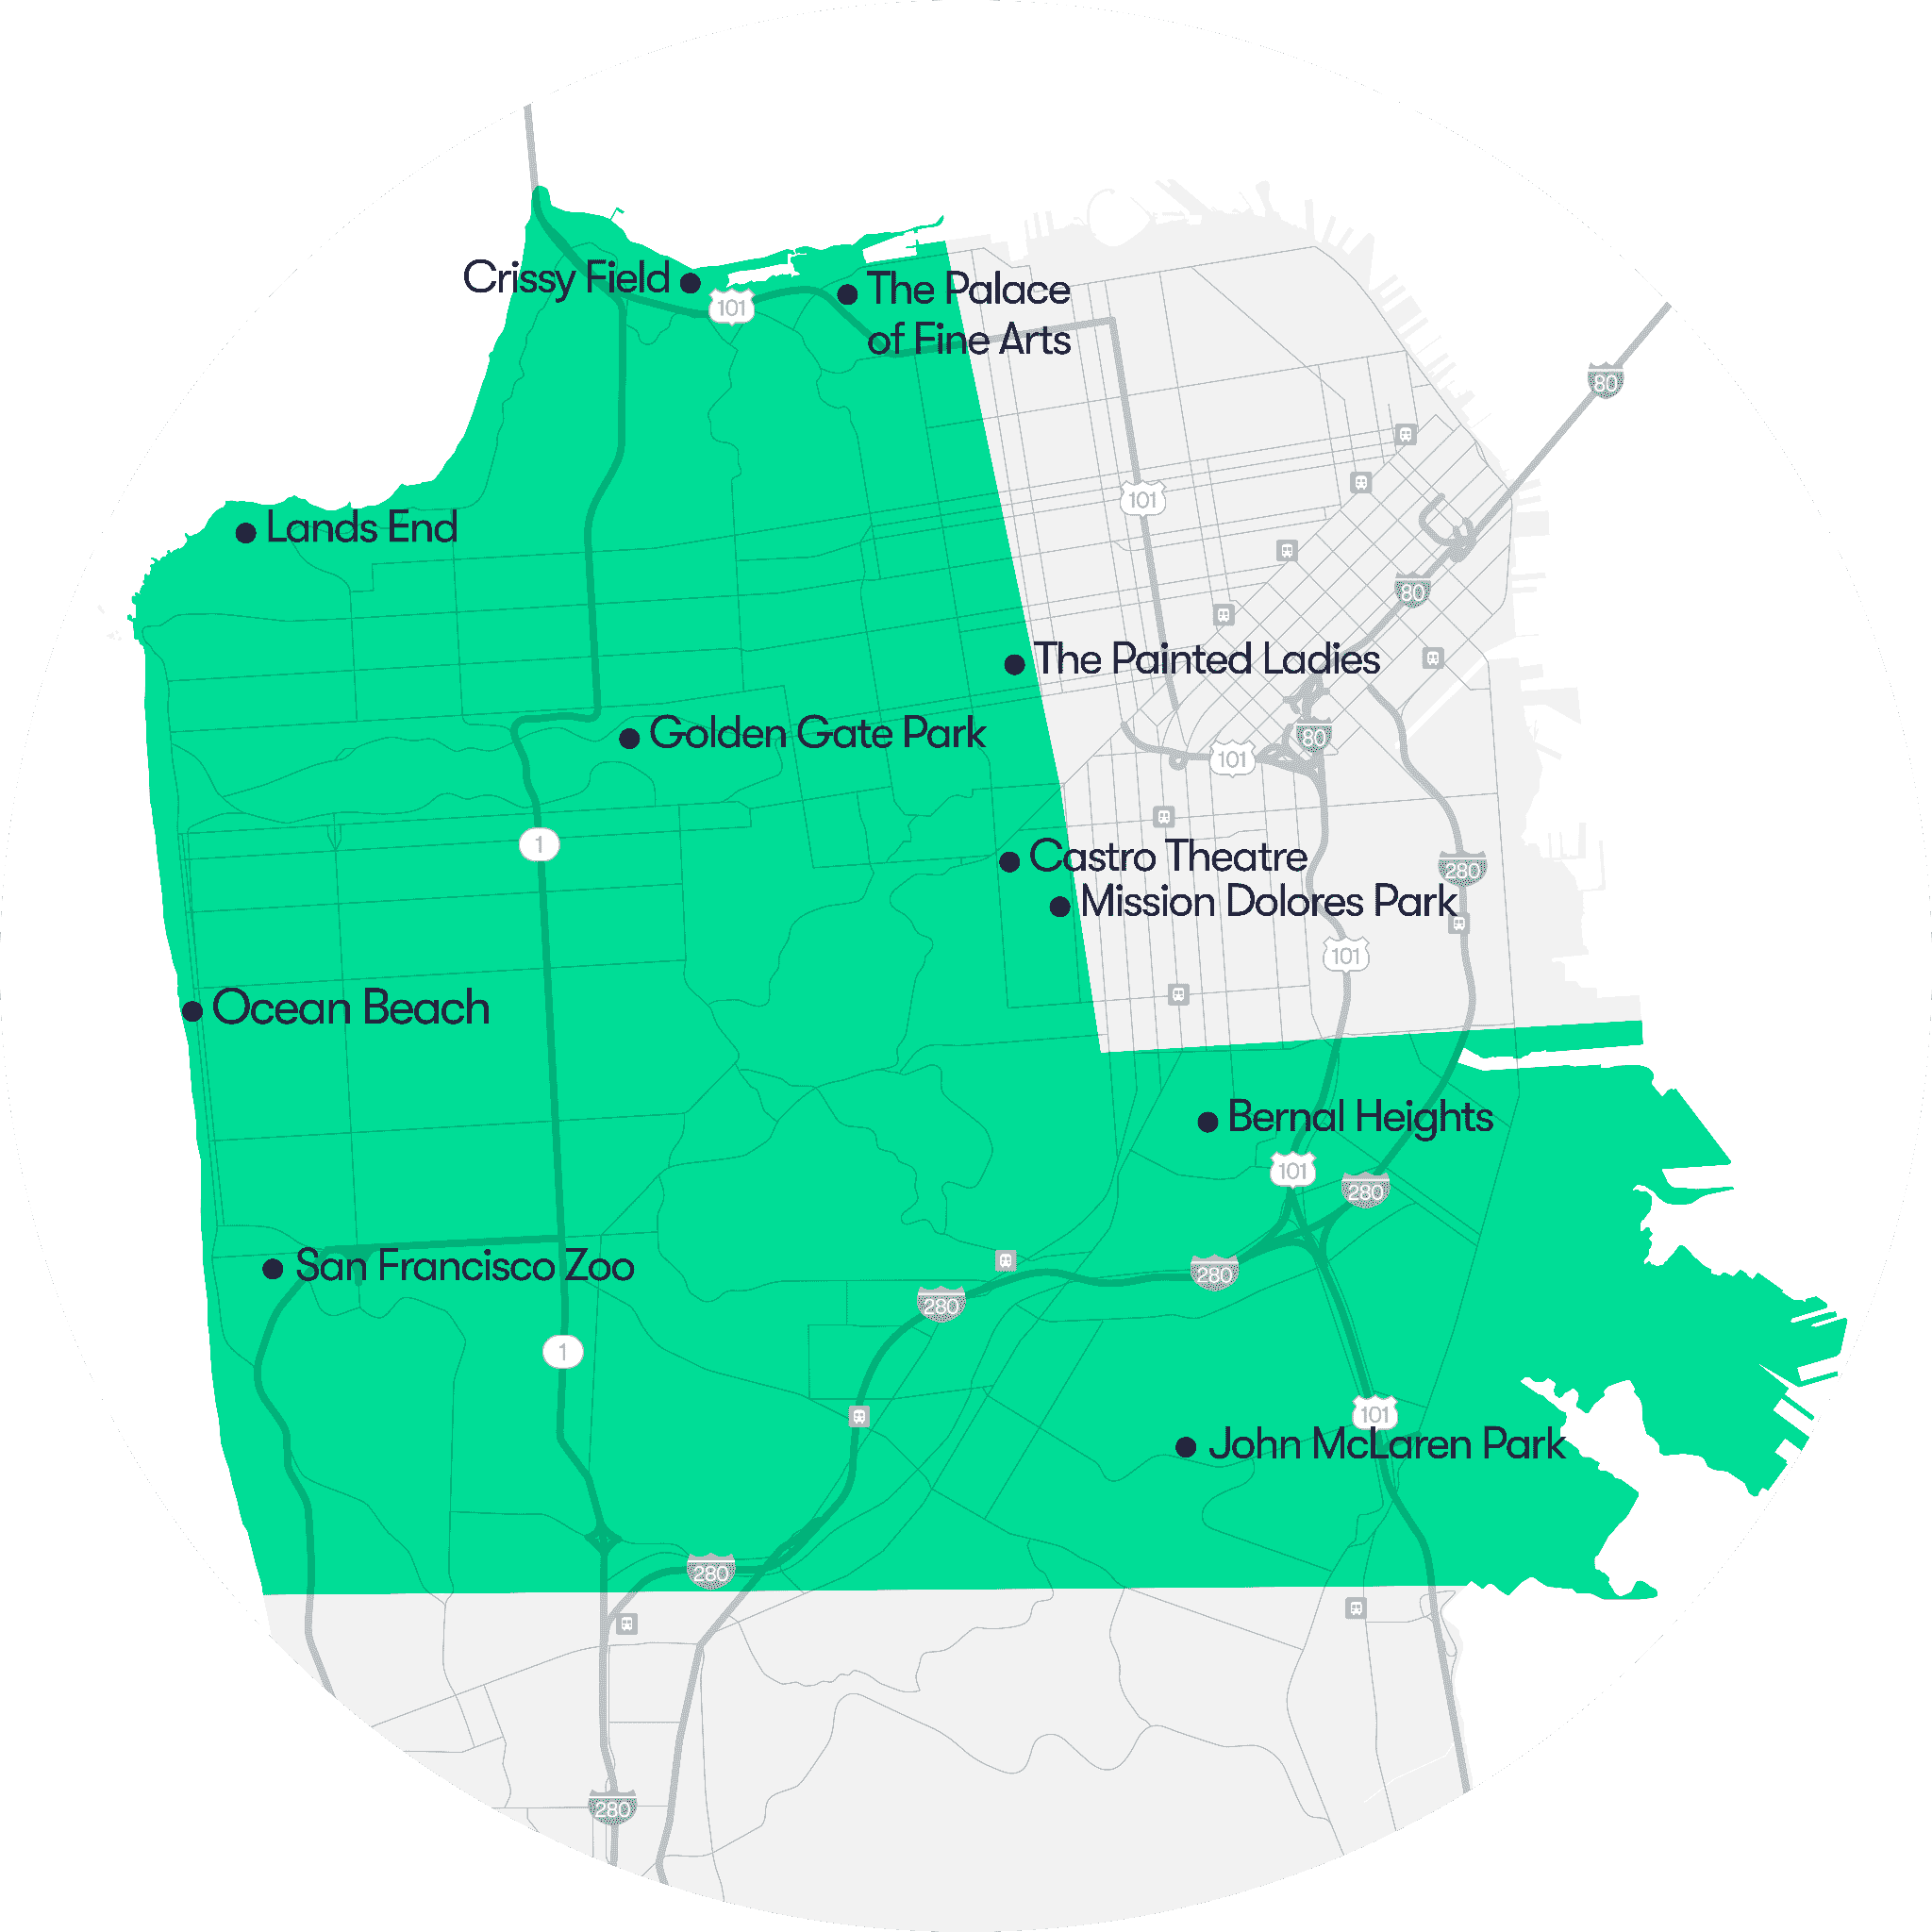 Crissy Field
101
The Palace
of Fine Arts
80
101
Lands End
80
The Painted Ladies
Golden Gate Park
80
101
1
Castro Theatre
280
Mission Dolores Park
101
Ocean Beach
Bernal Heights
101
280
San Francisco Zoo
280
280
1
101
John McLaren Park
280
280